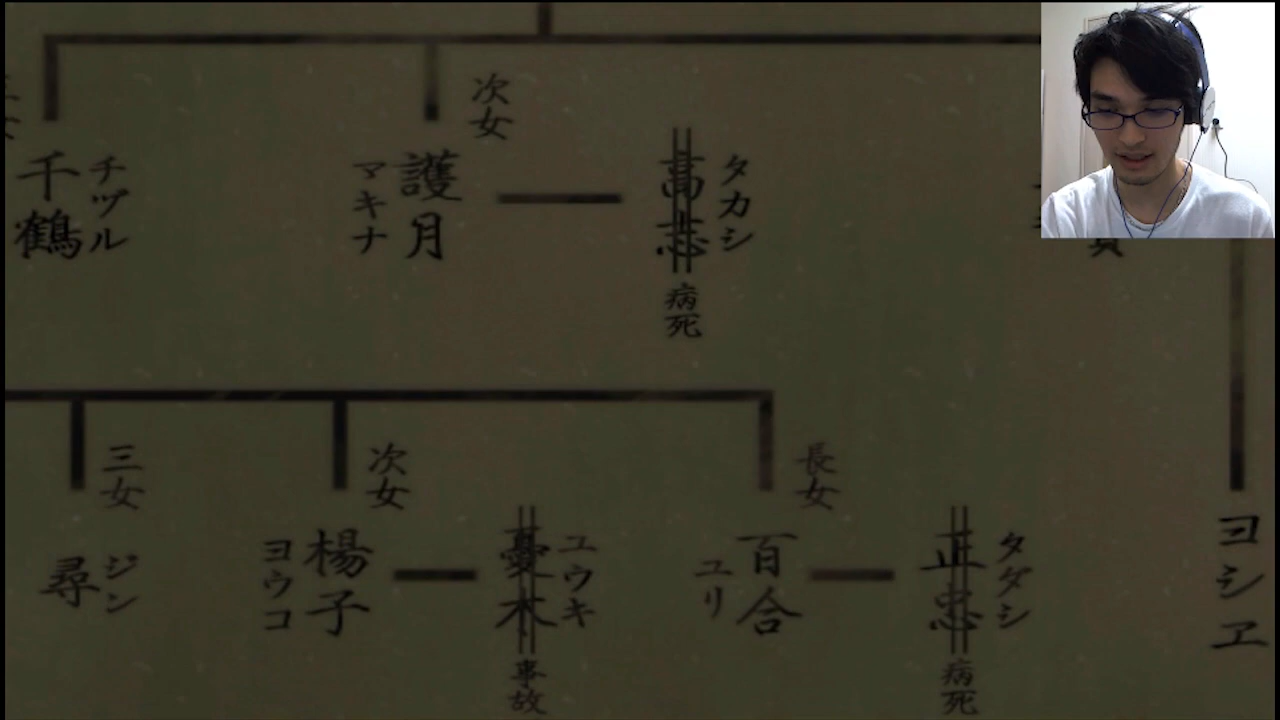 次女
タカシ
高志
病死
護月
マキナ
チヅル
千鶴
ヨシヱ
タダシ
正忠
病死
長女
百合
ユリ
ユウキ
憂木
事故
次女
楊子
ヨウコ
三女
ジン
尋